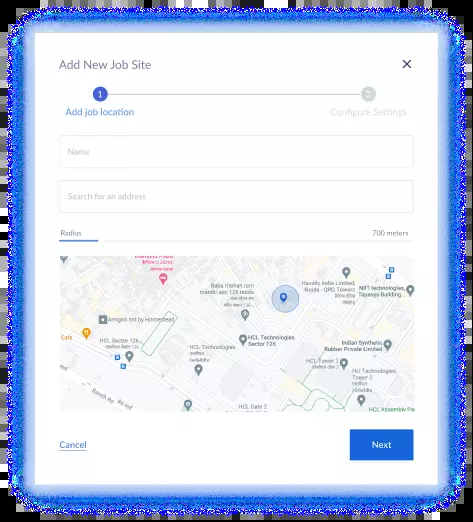 Add New Job Site
1
2
Add job location
Configure Settings
Name
Search for an address
Radius
700 meters
Baba mohan ram
mandir sec 126 noida
Havells India Limited,
Noida - QRG Towers
NIIT technologies,
Tapasya Building...
Amigo's Inn by Homestead
Cafe
HCL Sector 126
HCL Technologies
HCL Technologies
Sector 126
Indian Synthetic
Rubber Private Limited
HCL Tower 3
Hcl Technologies,
Tower-2
HCL Gate 2
HCL Assembly
Cancel
Next